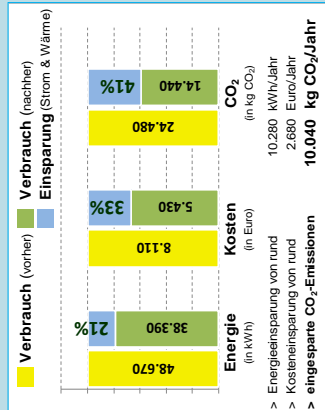 Verbrauch (vorher) Verbrauch (nachher)
Einsparung (Strom & Wärme)
21% 33% 41%
48.670 38.390 8.110 5.430 24.480 14.440
Energie Kosten CO₂
(in kWh) (in Euro) (in kg CO₂)
> Energieeinsparung von rund 10.280 kWh/Jahr
> Kosteneinsparung von rund 2.680 Euro/Jahr
> eingesparte CO₂-Emissionen 10.040 kg CO₂/Jahr